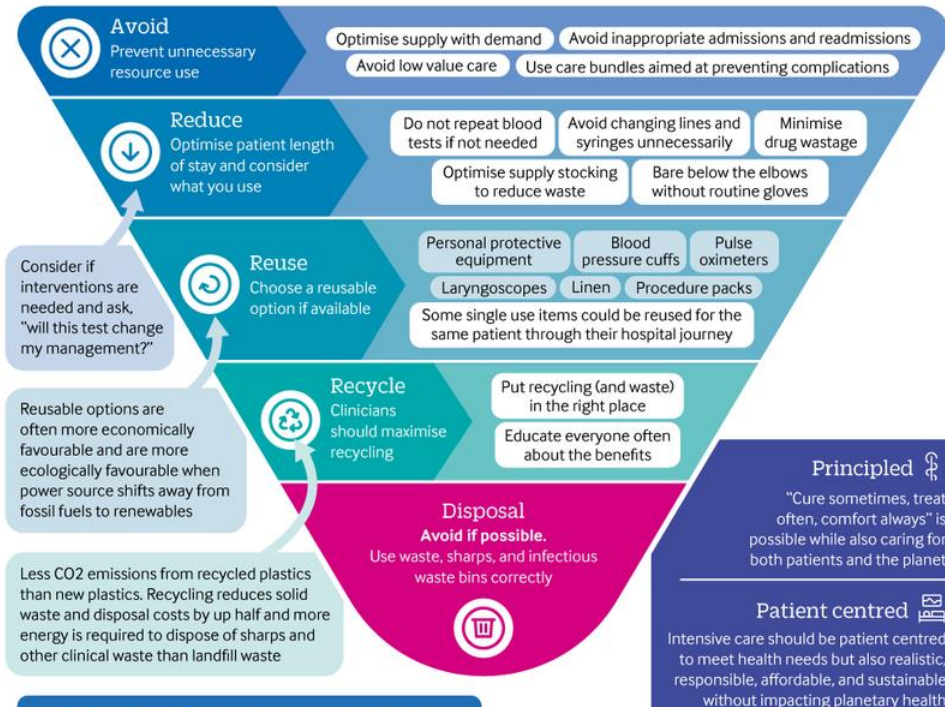 Avoid
Prevent unnecessary
resource use
Optimise supply with demand
Avoid inappropriate admissions and readmissions
Avoid low value care
Use care bundles aimed at preventing complications
Reduce
Optimise patient length
of stay and consider
what you use
Do not repeat blood
tests if not needed
Avoid changing lines and
syringes unnecessarily
Minimise
drug wastage
Optimise supply stocking
to reduce waste
Bare below the elbows
without routine gloves
Consider if
interventions are
needed and ask,
"will this test change
my management?"
Reuse
Choose a reusable
option if available
Personal protective
equipment
Blood
pressure cuffs
Pulse
oximeters
Laryngoscopes
Linen
Procedure packs
Some single use items could be reused for the
same patient through their hospital journey
Reusable options are
often more economically
favourable and are more
ecologically favourable when
power source shifts away from
fossil fuels to renewables
Recycle
Clinicians
should maximise
recycling
Put recycling (and waste)
in the right place
Educate everyone often
about the benefits
Less CO2 emissions from recycled plastics
than new plastics. Recycling reduces solid
waste and disposal costs by up half and more
energy is required to dispose of sharps and
other clinical waste than landfill waste
Disposal
Avoid if possible.
Use waste, sharps, and infectious
waste bins correctly
Principled
"Cure sometimes, treat
often, comfort always" is
possible while also caring for
both patients and the planet
Patient centred
Intensive care should be patient centred
to meet health needs but also realistic,
responsible, affordable, and sustainable
without impacting planetary health